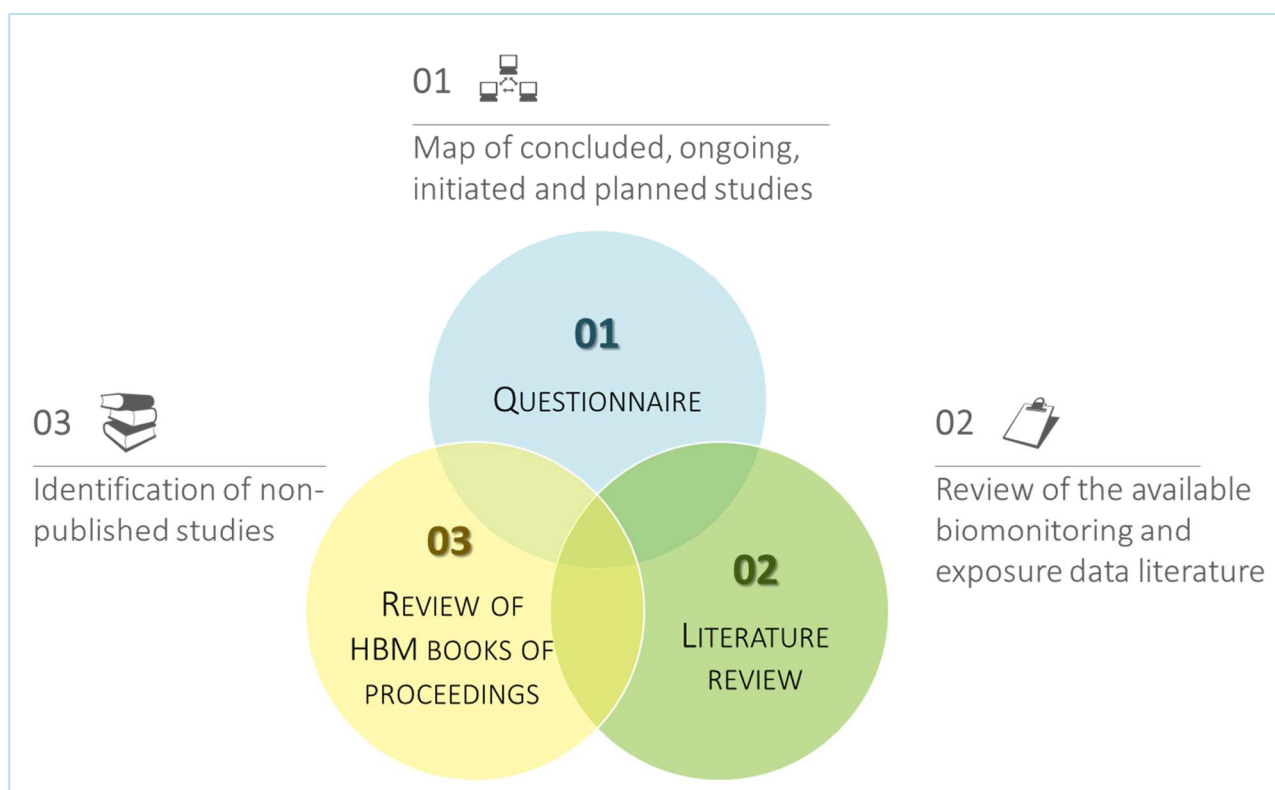 01
Map of concluded, ongoing,
initiated and planned studies
01
QUESTIONNAIRE
03
Identification of non-
published studies
02
Review of the available
biomonitoring and
exposure data literature
03
REVIEW OF
HBM BOOKS OF
PROCEEDINGS
02
LITERATURE
REVIEW